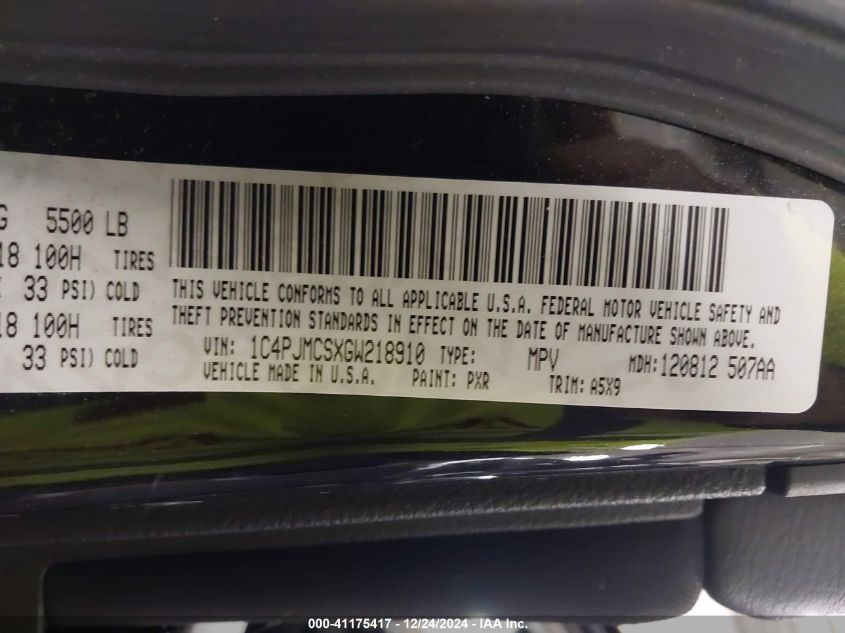 G 5500 LB
18 100H TIRES
33 PSI) COLD
18 100H TIRES
33 PSI) COLD
THIS VEHICLE CONFORMS TO ALL APPLICABLE U.S.A. FEDERAL MOTOR VEHICLE SAFETY AND
THEFT PREVENTION STANDARDS IN EFFECT ON THE DATE OF MANUFACTURE SHOWN ABOVE.
VIN: 1C4PJMCSXGW218910 TYPE: MPV MDH:120812 507AA
VEHICLE MADE IN U.S.A. PAINT: PXR TRIM: A5X9
000-41175417 - 12/24/2024 - IAA Inc.